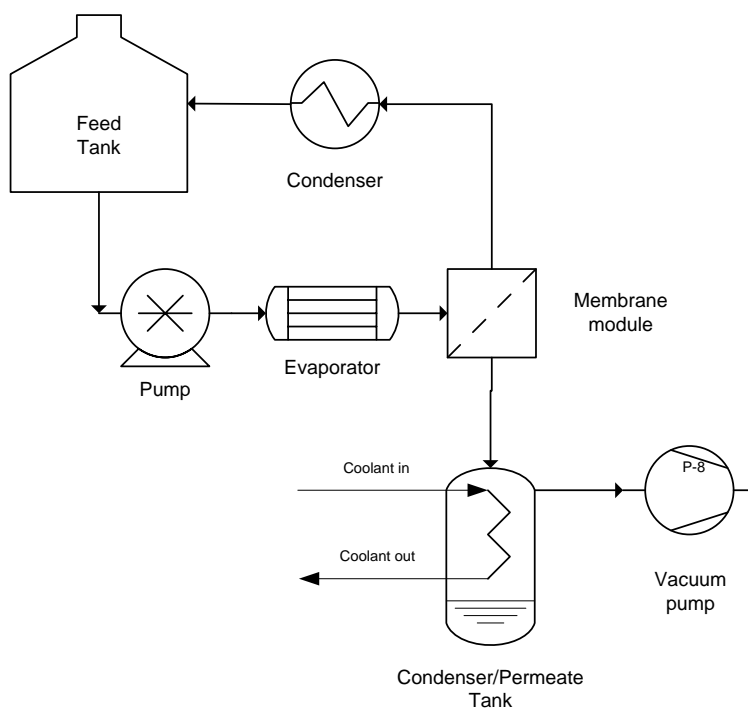 Feed
Tank
Condenser
Membrane
module
Evaporator
Pump
P-8
Coolant in
Coolant out
Vacuum
pump
Condenser/Permeate
Tank